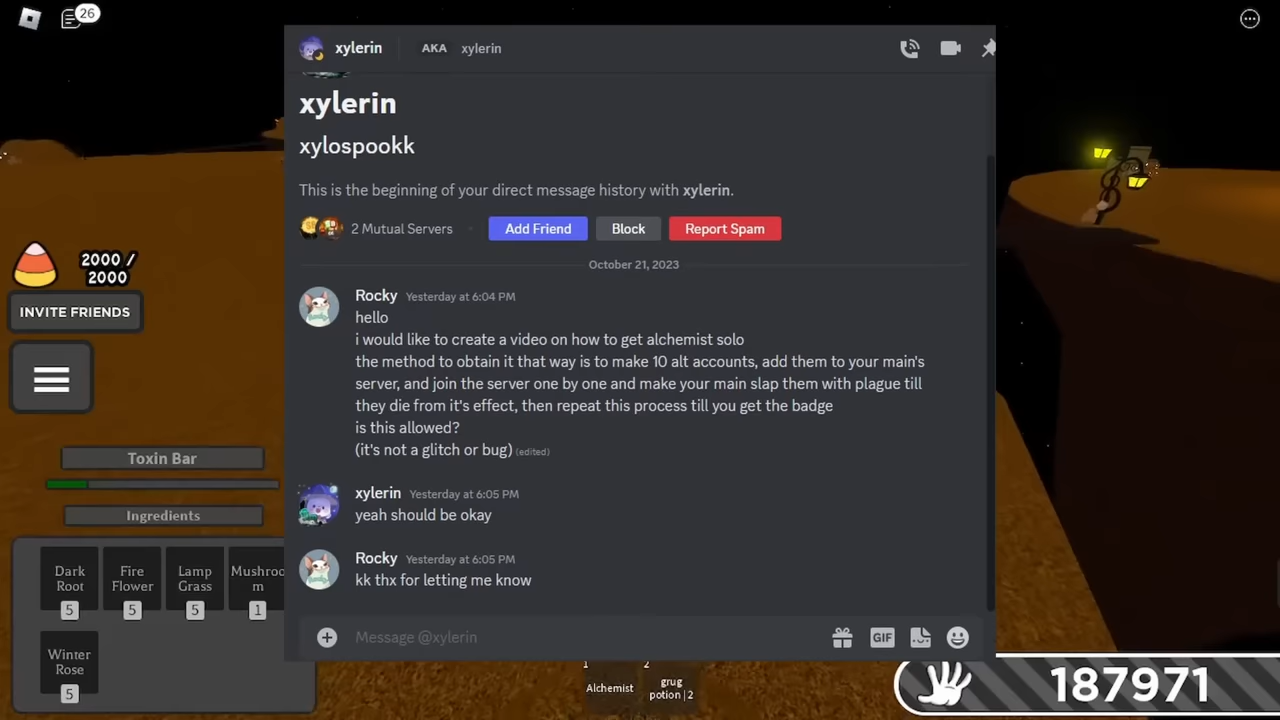 26
xylerin
AKA
xylerin
xylerin
xylospookk
This is the beginning of your direct message history with xylerin.
2 Mutual Servers
Add Friend
Block
Report Spam
October 21, 2023
Rocky Yesterday at 6:04 PM
hello
i would like to create a video on how to get alchemist solo
the method to obtain it that way is to make 10 alt accounts, add them to your main's
server, and join the server one by one and make your main slap them with plague till
they die from it's effect, then repeat this process till you get the badge
is this allowed?
(it's not a glitch or bug) (edited)
xylerin Yesterday at 6:05 PM
yeah should be okay
Rocky Yesterday at 6:05 PM
kk thx for letting me know
Message @xylerin
GIF
2000 /
2000
INVITE FRIENDS
Toxin Bar
Ingredients
Dark
Root
5
Fire
Flower
5
Lamp
Grass
5
Mushroo
m
1
Winter
Rose
5
1
Alchemist
2
grug
potion | 2
187971